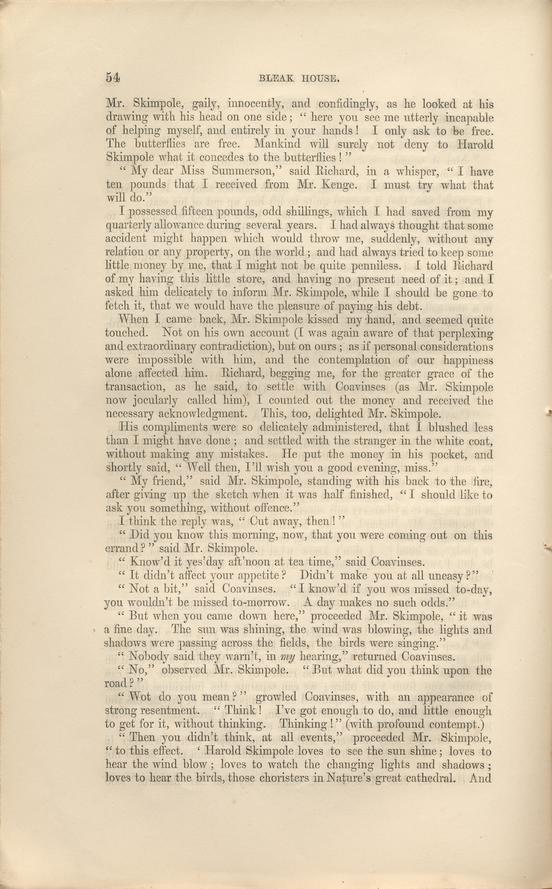 54 BLEAK HOUSE.
Mr. Skimpole, gaily, innocently, and confidingly, as he looked at his
drawing with his head on one side; " here you see me utterly incapable
of helping myself, and entirely in your hands! I only ask to be free.
The butterflies are free. Mankind will surely not deny to Harold
Skimpole what it concedes to the butterflies!"
" My dear Miss Summerson," said Richard, in a whisper, " I have
ten pounds that I received from Mr. Kenge. I must try what that
will do."
I possessed fifteen pounds, odd shillings, which I had saved from my
quarterly allowance during several years. I had always thought that some
accident might happen which would throw me, suddenly, without any
relation or any property, on the world; and had always tried to keep some
little money by me, that I might not be quite penniless. I told Richard
of my having this little store, and having no present need of it; and I
asked him delicately to inform Mr. Skimpole, while I should be gone to
fetch it, that we would have the pleasure of paying his debt.
When I came back, Mr. Skimpole kissed my hand, and seemed quite
touched. Not on his own account (I was again aware of that perplexing
and extraordinary contradiction), but on ours; as if personal considerations
were impossible with him, and the contemplation of our happiness
alone affected him. Richard, begging me, for the greater grace of the
transaction, as he said, to settle with Coavinses (as Mr. Skimpole
now jocularly called him), I counted out the money and received the
necessary acknowledgment. This, too, delighted Mr. Skimpole.
His compliments were so delicately administered, that I blushed less
than I might have done; and settled with the stranger in the white coat,
without making any mistakes. He put the money in his pocket, and
shortly said, " Well then, I'll wish you a good evening, miss."
" My friend," said Mr. Skimpole, standing with his back to the fire,
after giving up the sketch when it was half finished, " I should like to
ask you something, without offence."
I think the reply was, " Cut away, then!"
" Did you know this morning, now, that you were coming out on this
errand?" said Mr. Skimpole.
" Know'd it yes'day aft'noon at tea time," said Coavinses.
" It didn't affect your appetite? Didn't make you at all uneasy?"
" Not a bit," said Coavinses. " I know'd if you wos missed to-day,
you wouldn't be missed to-morrow. A day makes no such odds."
" But when you came down here," proceeded Mr. Skimpole, " it was
a fine day. The sun was shining, the wind was blowing, the lights and
shadows were passing across the fields, the birds were singing."
" Nobody said they warn't, in my hearing," returned Coavinses.
" No," observed Mr. Skimpole. " But what did you think upon the
road?"
" Wot do you mean?" growled Coavinses, with an appearance of
strong resentment. " Think! I've got enough to do, and little enough
to get for it, without thinking. Thinking!" (with profound contempt.)
" Then you didn't think, at all events," proceeded Mr. Skimpole,
" to this effect. ' Harold Skimpole loves to see the sun shine; loves to
hear the wind blow; loves to watch the changing lights and shadows;
loves to hear the birds, those choristers in Nature's great cathedral. And